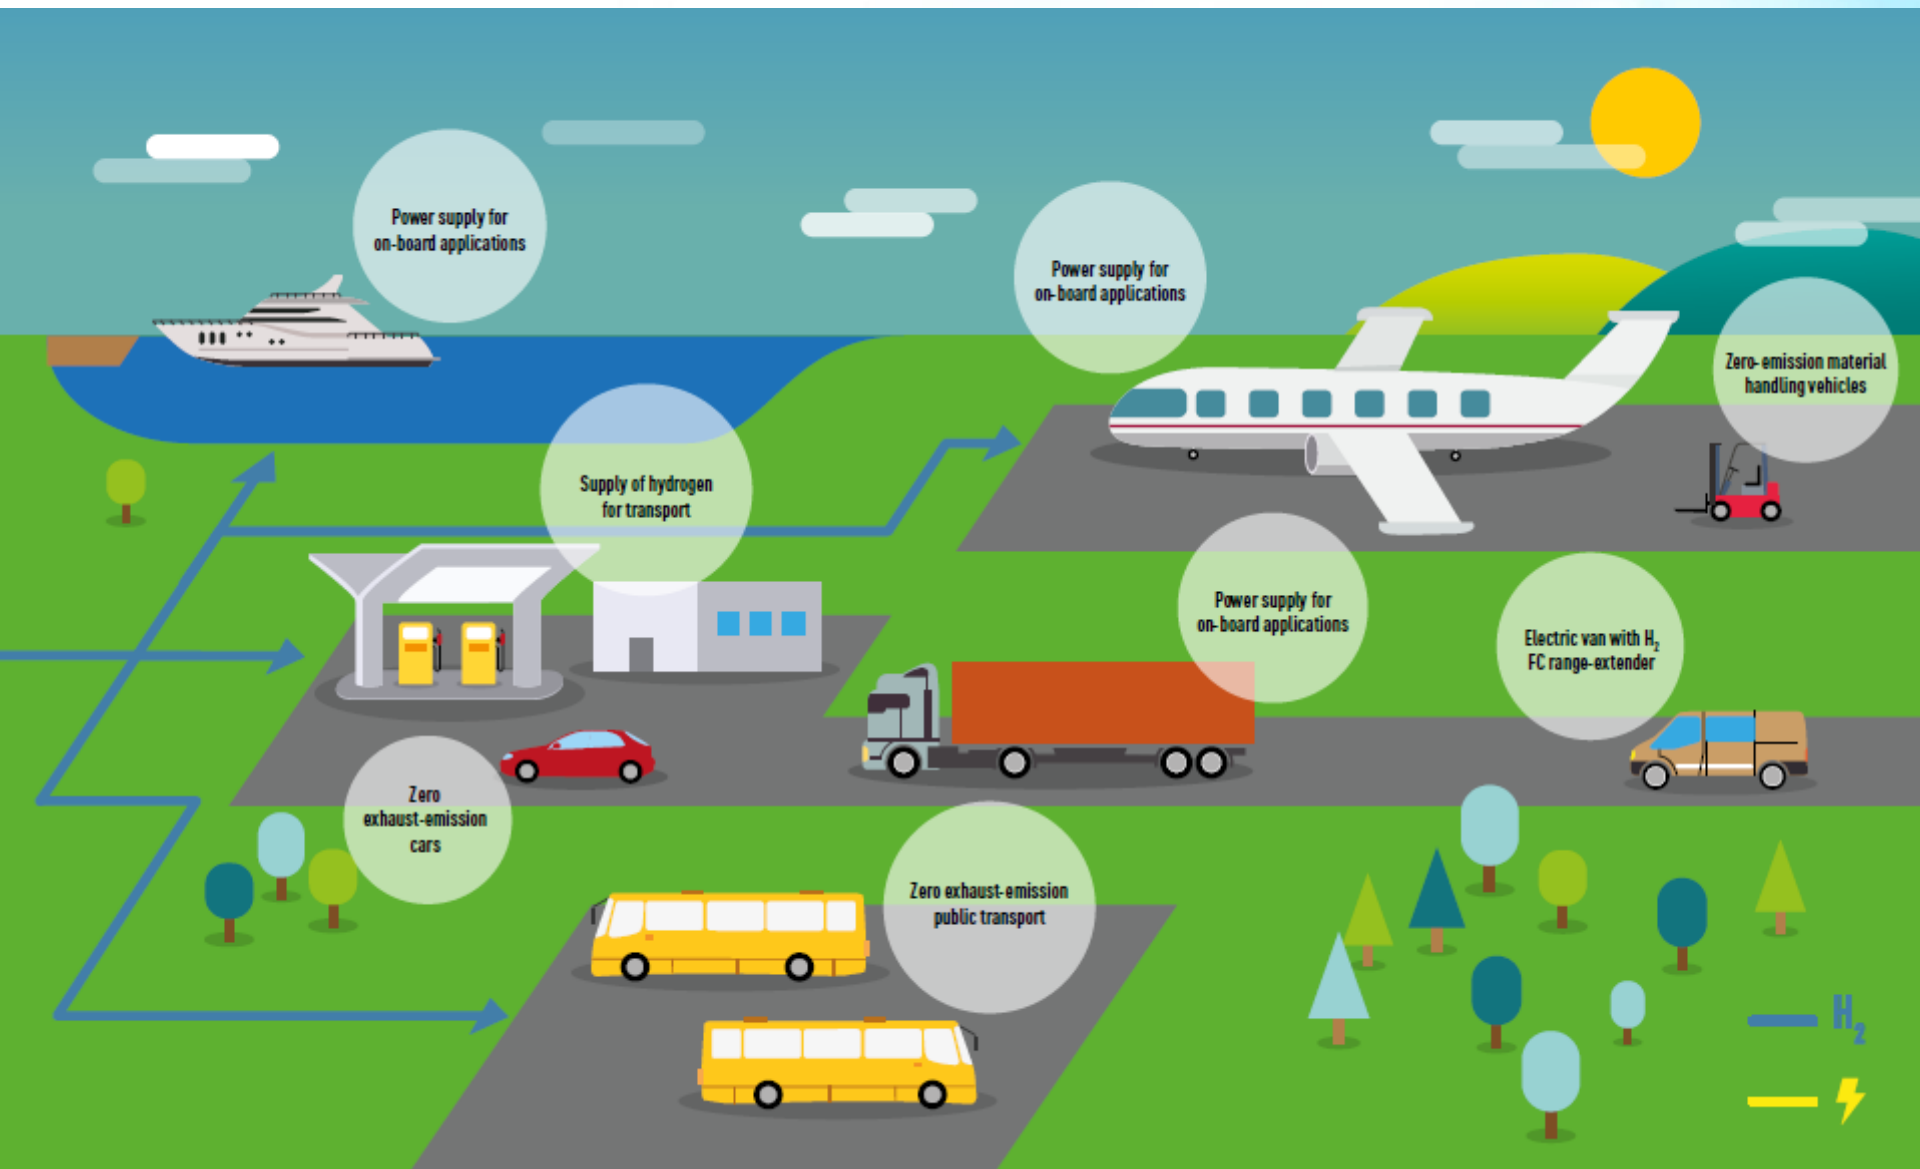 Power supply for
on-board applications
Power supply for
on-board applications
Zero-emission material
handling vehicles
Supply of hydrogen
for transport
Power supply for
on-board applications
Electric van with H₂
FC range-extender
Zero
exhaust-emission
cars
Zero exhaust-emission
public transport
H₂